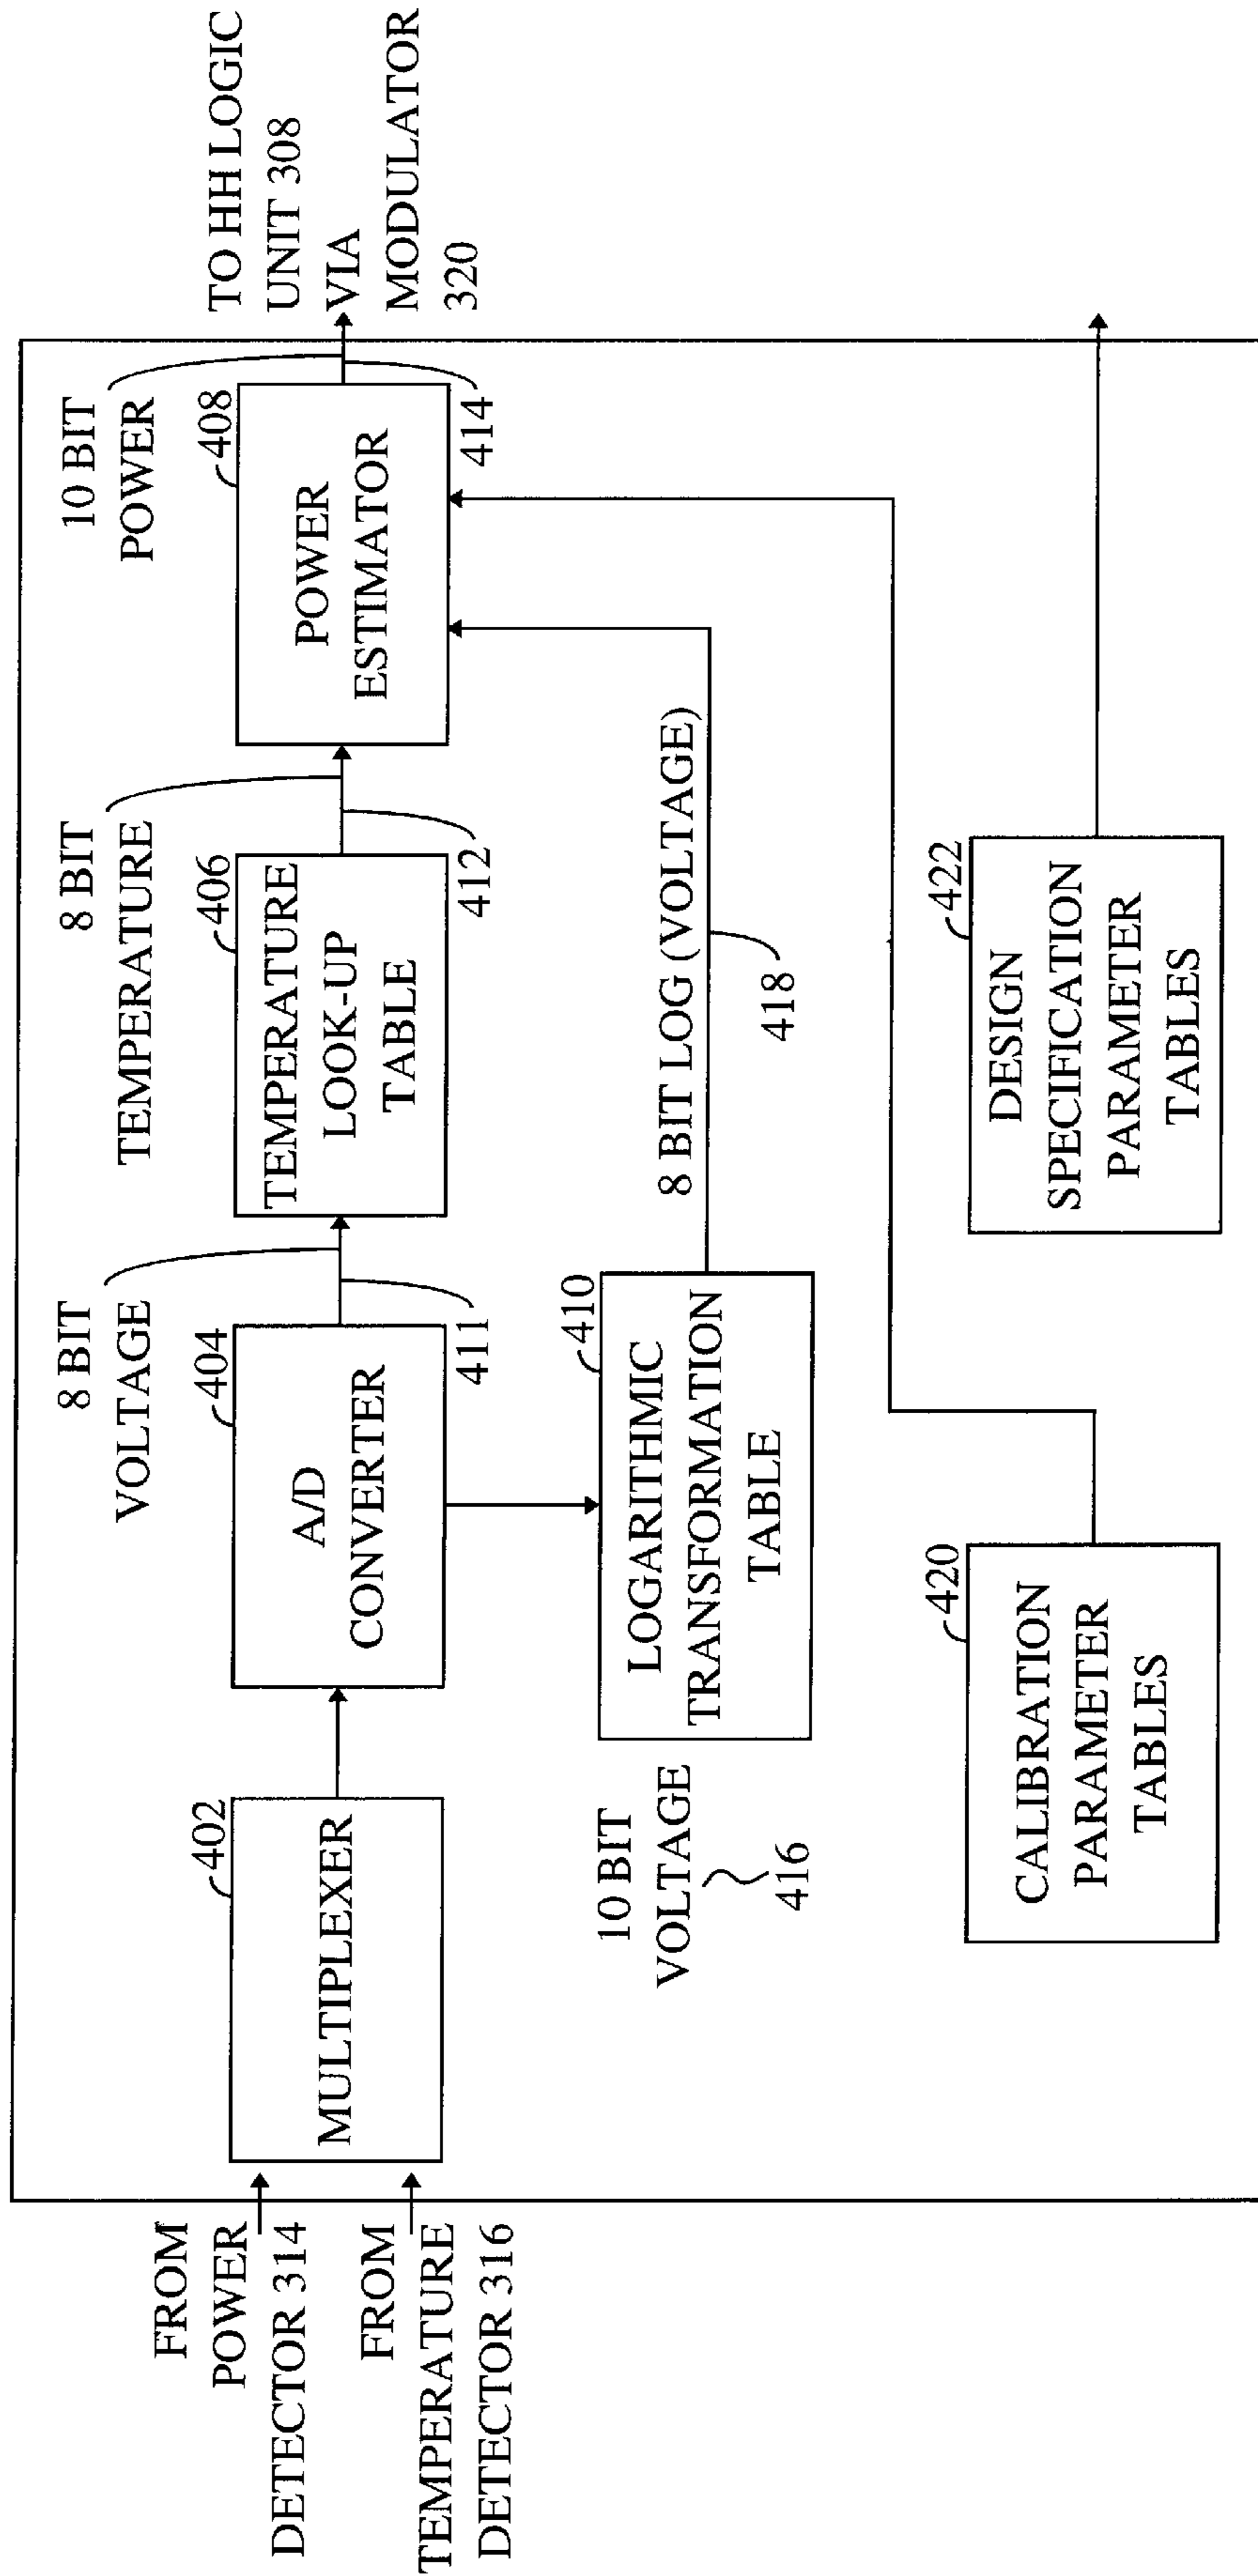 FROM
POWER
DETECTOR 314
FROM
TEMPERATURE
DETECTOR 316
402
MULTIPLEXER
404
A/D
CONVERTER
8 BIT
VOLTAGE
411
406
TEMPERATURE
LOOK-UP
TABLE
8 BIT
TEMPERATURE
412
408
POWER
ESTIMATOR
10 BIT
POWER
414
TO HH LOGIC
UNIT 308
VIA
MODULATOR
320
10 BIT
VOLTAGE
416
410
LOGARITHMIC
TRANSFORMATION
TABLE
8 BIT LOG (VOLTAGE)
418
420
CALIBRATION
PARAMETER
TABLES
422
DESIGN
SPECIFICATION
PARAMETER
TABLES